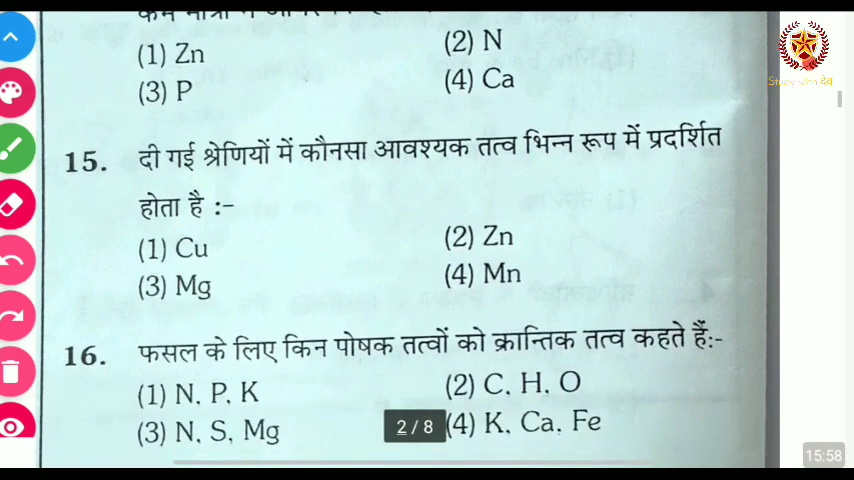 (1) Zn
(2) N
(3) P
(4) Ca
Study with देव
15. दी गई श्रेणियों में कौनसा आवश्यक तत्व भिन्न रूप में प्रदर्शित
होता है :-
(1) Cu
(2) Zn
(3) Mg
(4) Mn
16. फसल के लिए किन पोषक तत्वों को क्रान्तिक तत्व कहते हैं:-
(1) N, P, K
(2) C, H, O
(3) N, S, Mg
2 / 8
(4) K, Ca, Fe
15:58